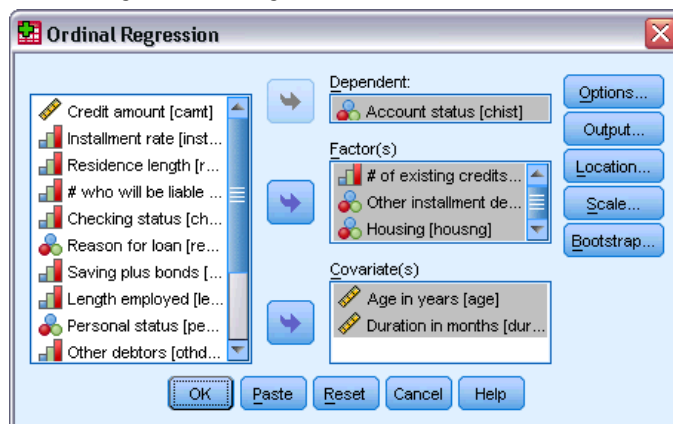 Ordinal Regression
Credit amount [camt]
Installment rate [inst...
Residence length [r...
# who will be liable ...
Checking status [ch...
Reason for loan [re...
Saving plus bonds [...
Length employed [le...
Personal status [pe...
Other debtors [othd...
Dependent:
Account status [chist]
Factor(s)
# of existing credits...
Other installment de...
Housing [housng]
Covariate(s)
Age in years [age]
Duration in months [dur...
Options...
Output...
Location...
Scale...
Bootstrap...
OK
Paste
Reset
Cancel
Help